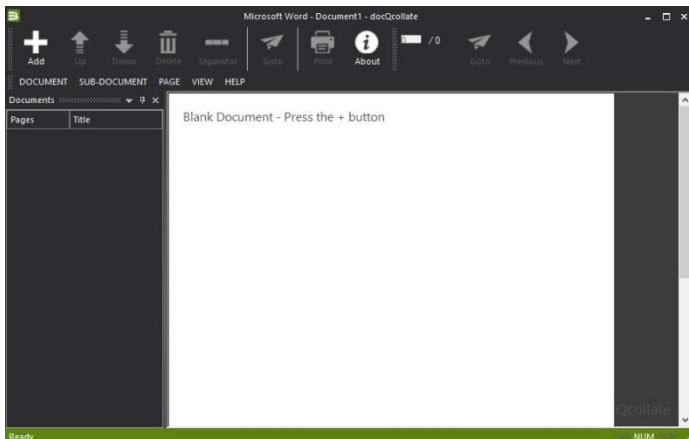 Microsoft Word - Document1 - docQcollate
Add Up Down Delete Separator Goto Print About / 0 Goto Previous Next
DOCUMENT SUB-DOCUMENT PAGE VIEW HELP
Documents
Pages Title
Blank Document - Press the + button
Qcollate
Ready NUM